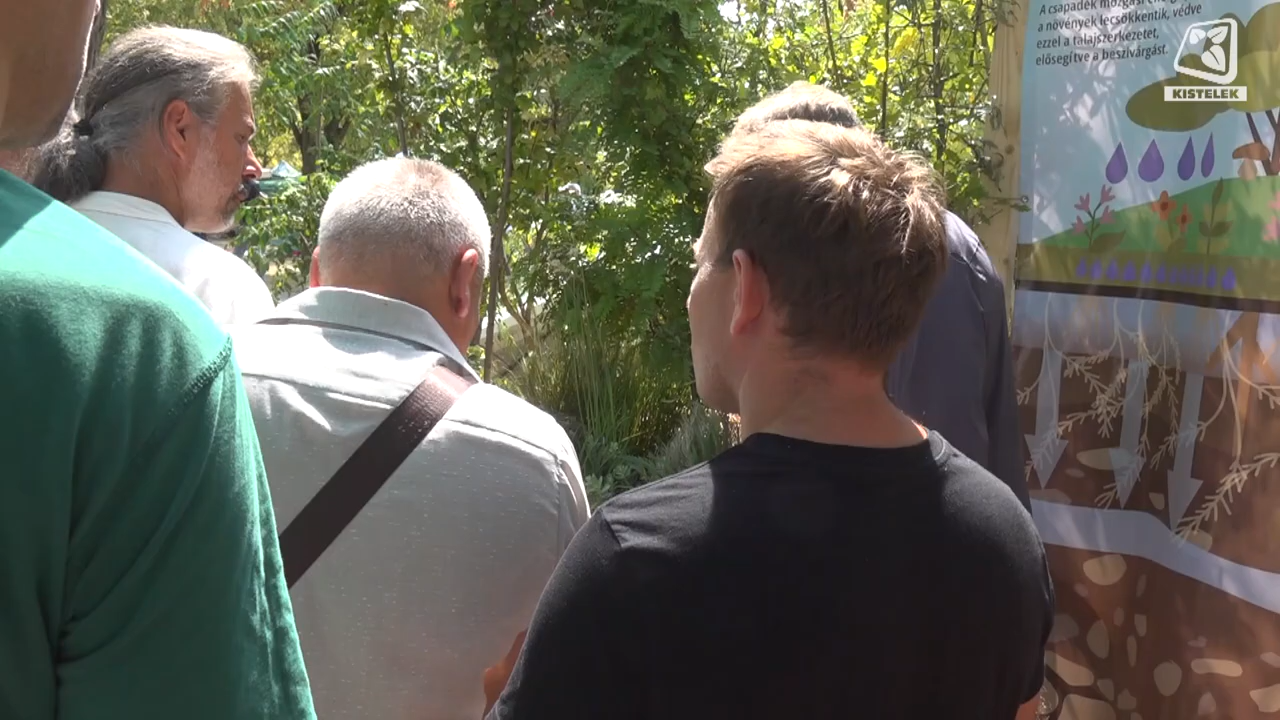 A csapadék mozgási
a növények lecsökkentik, védve
ezzel a talajszerkezetet,
elősegítve a beszivárgást.
KISTELEK